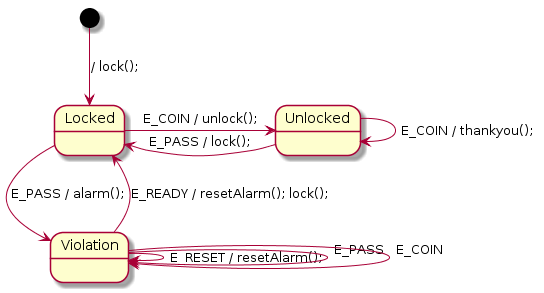 / lock();
Locked
E_COIN / unlock();
Unlocked
E_COIN / thankyou();
E_PASS / lock();
E_PASS / alarm();
E_READY / resetAlarm(); lock();
Violation
E_RESET / resetAlarm();
E_PASS
E_COIN